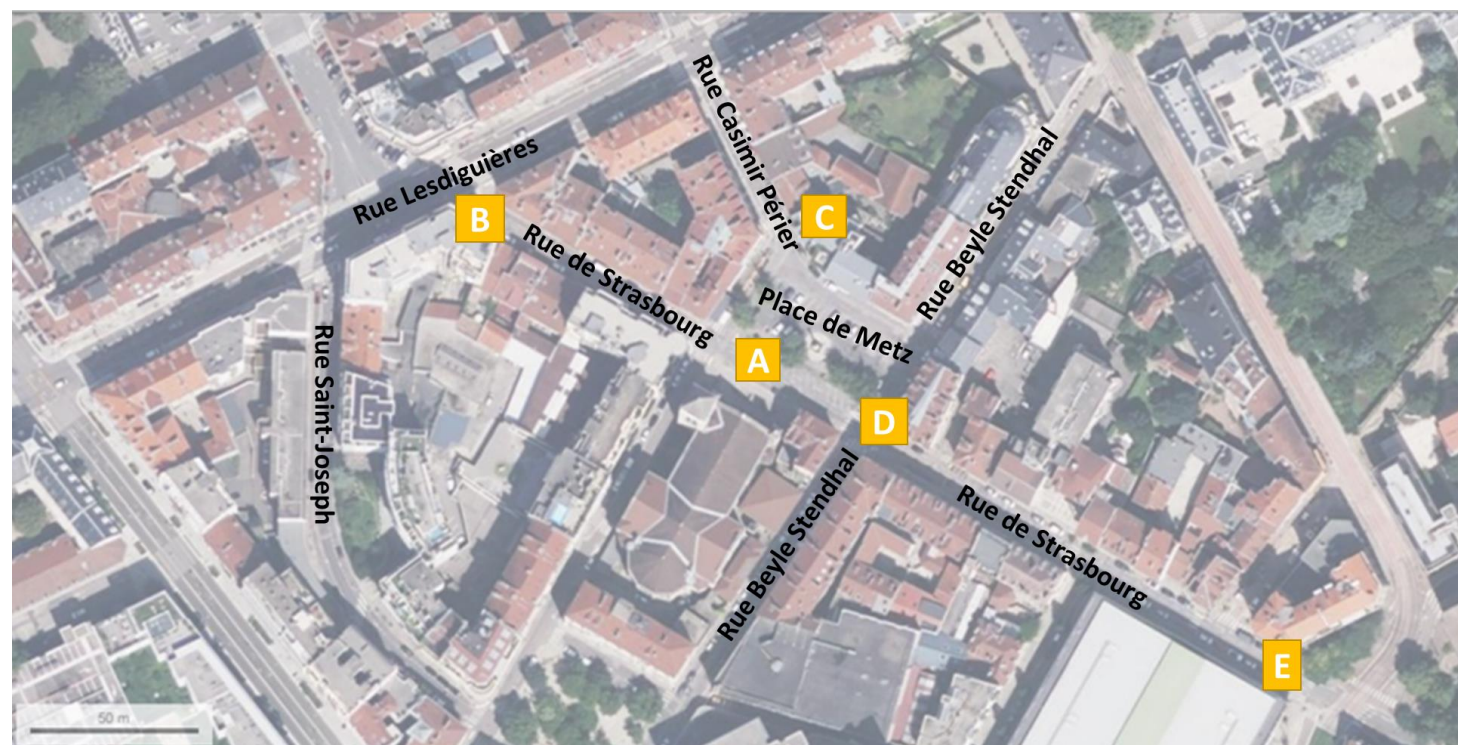 Rue Casimir Périer
Rue Lesdiguières
Rue Beyle Stendhal
B
C
Rue de Strasbourg
Place de Metz
Rue Saint-Joseph
A
D
Rue Beyle Stendhal
Rue de Strasbourg
E
50 m